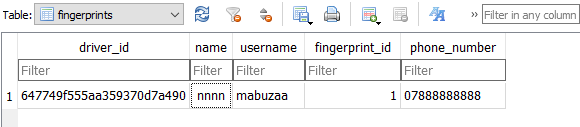 Table: fingerprints » Filter in any column
driver_id name username fingerprint_id phone_number
Filter Filter Filter Filter Filter
1 647749f555aa359370d7a490 nnnn mabuzaa 1 07888888888